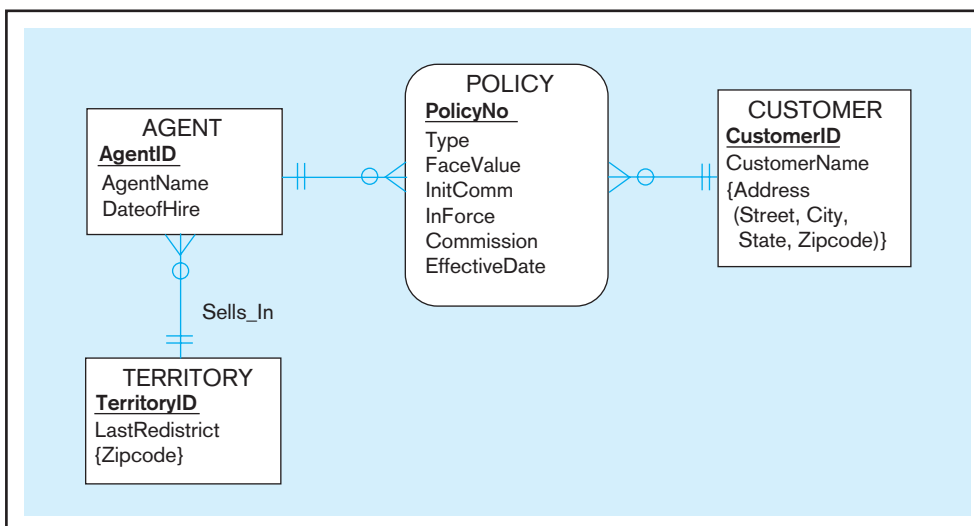 AGENT
AgentID
AgentName
DateofHire
POLICY
PolicyNo
Type
FaceValue
InitComm
InForce
Commission
EffectiveDate
CUSTOMER
CustomerID
CustomerName
{Address
(Street, City,
State, Zipcode)}
Sells_In
TERRITORY
TerritoryID
LastRedistrict
{Zipcode}